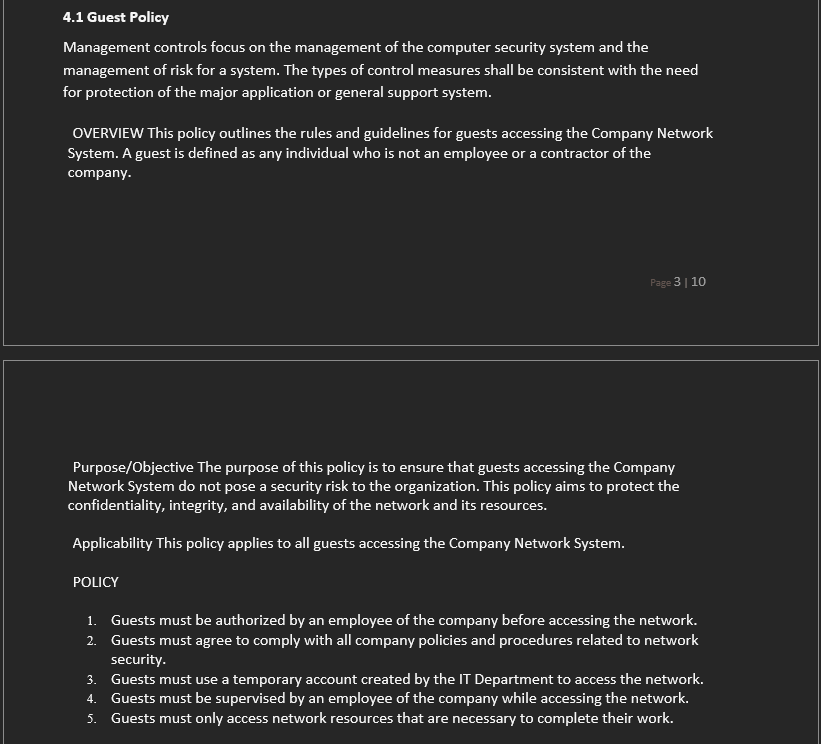 4.1 Guest Policy
Management controls focus on the management of the computer security system and the
management of risk for a system. The types of control measures shall be consistent with the need
for protection of the major application or general support system.
OVERVIEW This policy outlines the rules and guidelines for guests accessing the Company Network
System. A guest is defined as any individual who is not an employee or a contractor of the
company.
Page 3 | 10
Purpose/Objective The purpose of this policy is to ensure that guests accessing the Company
Network System do not pose a security risk to the organization. This policy aims to protect the
confidentiality, integrity, and availability of the network and its resources.
Applicability This policy applies to all guests accessing the Company Network System.
POLICY
1. Guests must be authorized by an employee of the company before accessing the network.
2. Guests must agree to comply with all company policies and procedures related to network
security.
3. Guests must use a temporary account created by the IT Department to access the network.
4. Guests must be supervised by an employee of the company while accessing the network.
5. Guests must only access network resources that are necessary to complete their work.